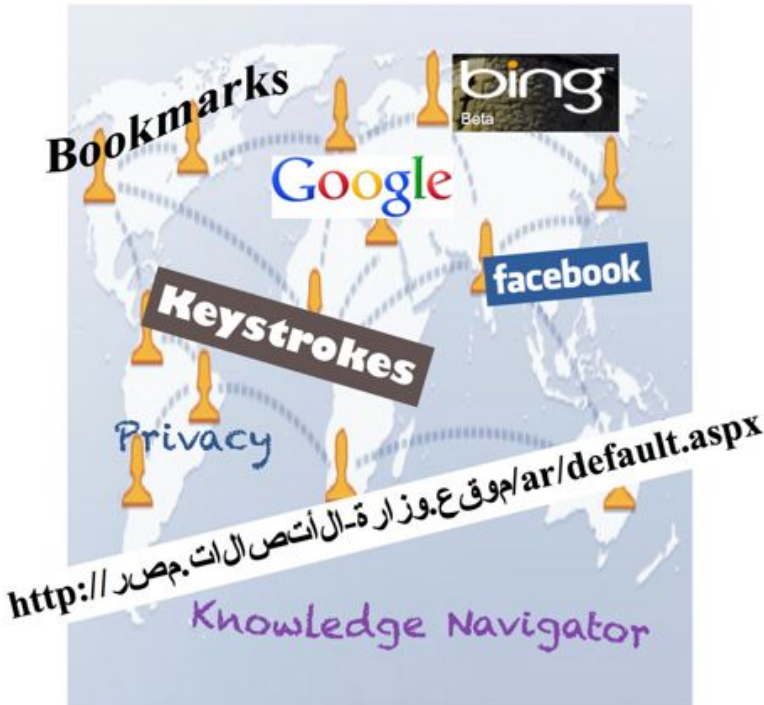 Bookmarks
bing
Beta
Google
facebook
Keystrokes
Privacy
http://موقع.وزارة-الأتصالات.مصر/ar/default.aspx
Knowledge Navigator